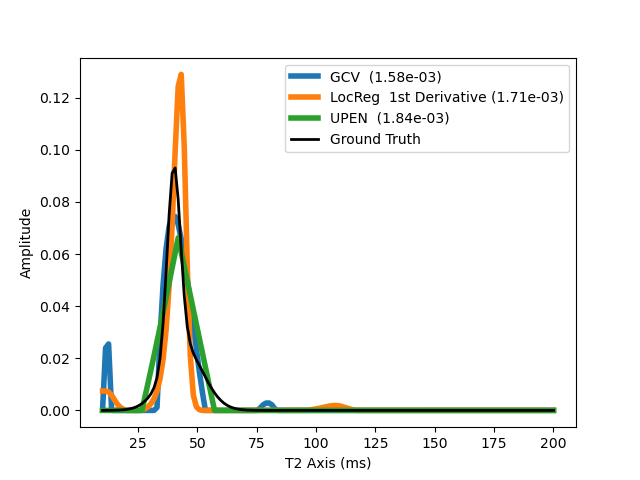 GCV  (1.58e-03)
LocReg  1st Derivative (1.71e-03)
UPEN  (1.84e-03)
Ground Truth
0.12
0.10
0.08
0.06
0.04
0.02
0.00
Amplitude
25 50 75 100 125 150 175 200
T2 Axis (ms)